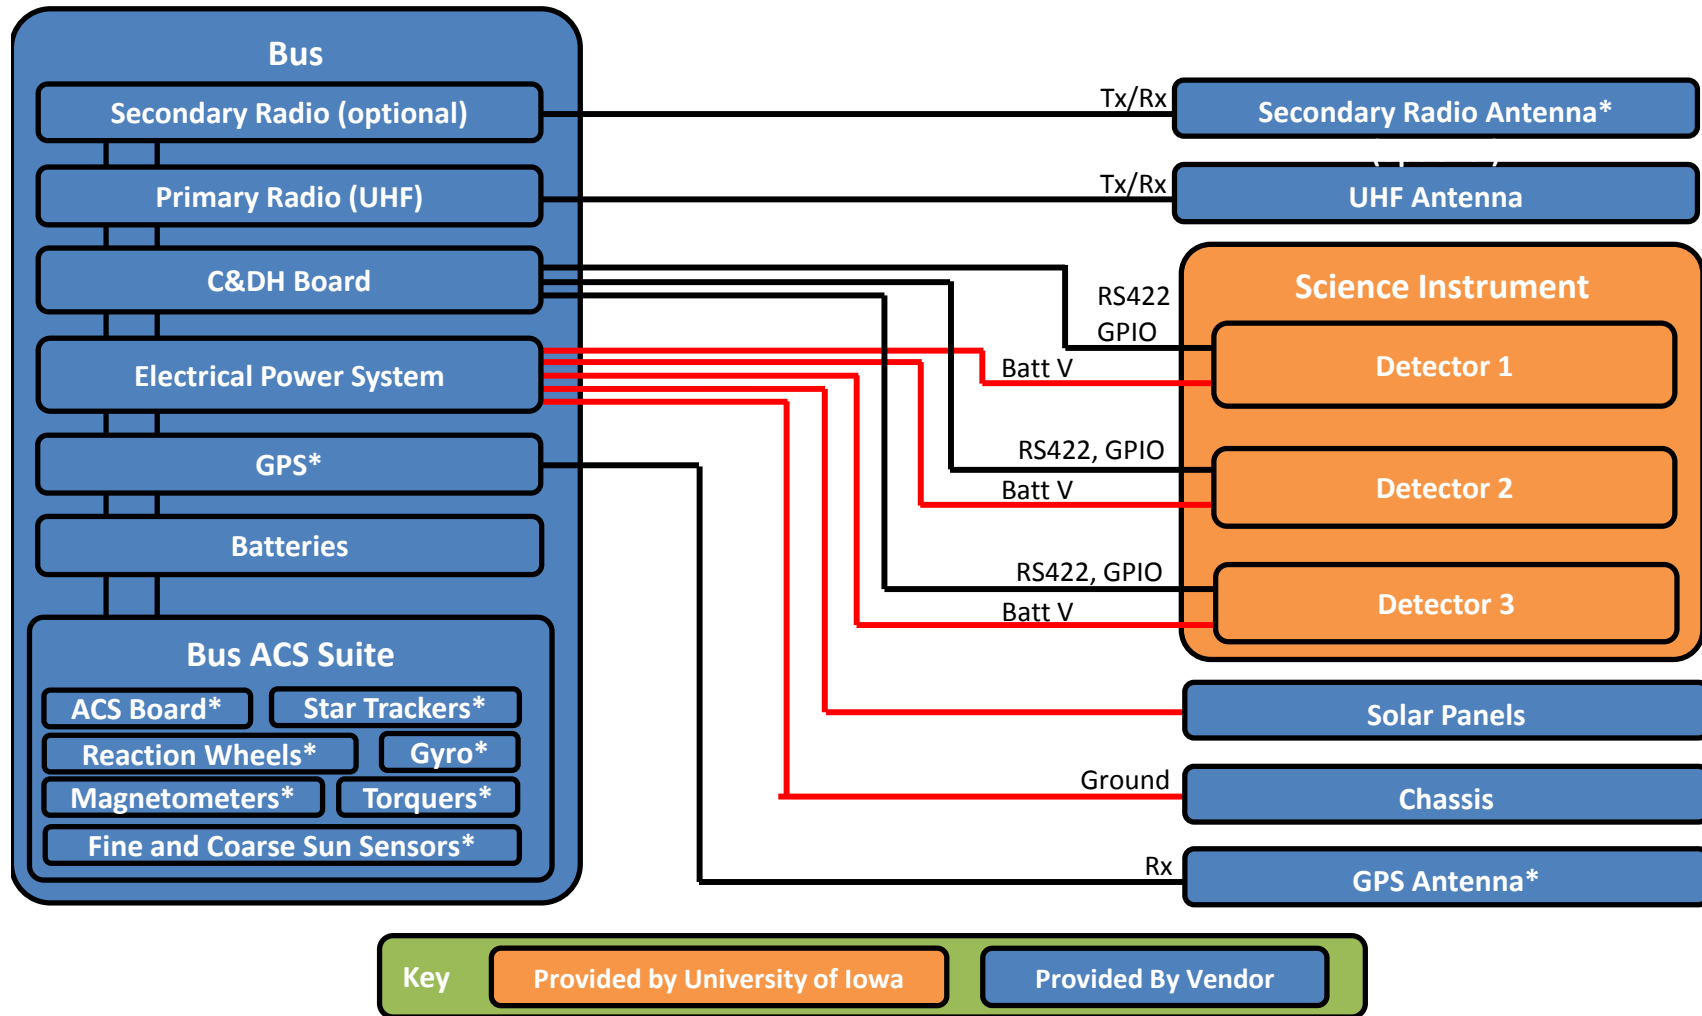 Bus
Secondary Radio (optional)
Primary Radio (UHF)
C&DH Board
Electrical Power System
GPS*
Batteries
Bus ACS Suite
ACS Board*
Star Trackers*
Reaction Wheels*
Gyro*
Magnetometers*
Torquers*
Fine and Coarse Sun Sensors*
Tx/Rx
Secondary Radio Antenna*
Tx/Rx
UHF Antenna
Science Instrument
RS422
GPIO
Batt V
Detector 1
RS422, GPIO
Batt V
Detector 2
RS422, GPIO
Batt V
Detector 3
Solar Panels
Ground
Chassis
Rx
GPS Antenna*
Key
Provided by University of Iowa
Provided By Vendor